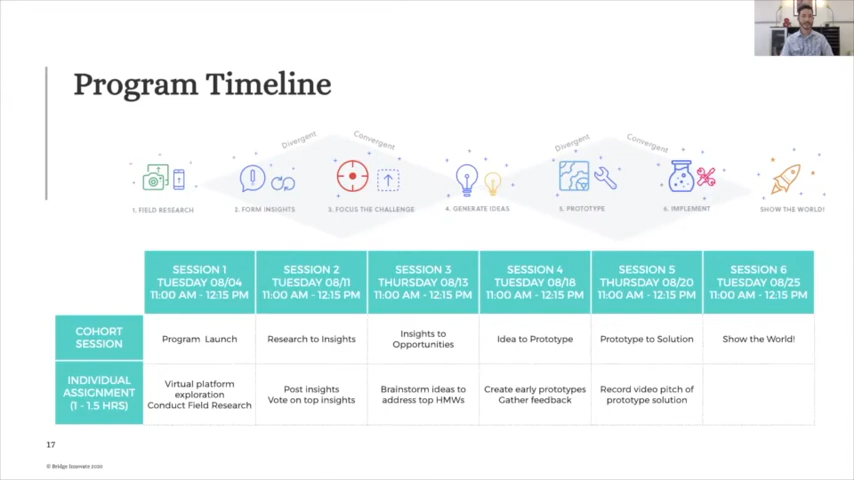 Program Timeline
Divergent
Convergent
Divergent
Convergent
1. FIELD RESEARCH
2. FORM INSIGHTS
3. FOCUS THE CHALLENGE
4. GENERATE IDEAS
5. PROTOTYPE
6. IMPLEMENT
SHOW THE WORLD!
SESSION 1
TUESDAY 08/04
11:00 AM - 12:15 PM
SESSION 2
TUESDAY 08/11
11:00 AM - 12:15 PM
SESSION 3
THURSDAY 08/13
11:00 AM - 12:15 PM
SESSION 4
TUESDAY 08/18
11:00 AM - 12:15 PM
SESSION 5
THURSDAY 08/20
11:00 AM - 12:15 PM
SESSION 6
TUESDAY 08/25
11:00 AM - 12:15 PM
COHORT
SESSION
Program Launch
Research to Insights
Insights to
Opportunities
Idea to Prototype
Prototype to Solution
Show the World!
INDIVIDUAL
ASSIGNMENT
(1 - 1.5 HRS)
Virtual platform
exploration
Conduct Field Research
Post insights
Vote on top insights
Brainstorm ideas to
address top HMWs
Create early prototypes
Gather feedback
Record video pitch of
prototype solution
17
© Bridge Innovate 2020